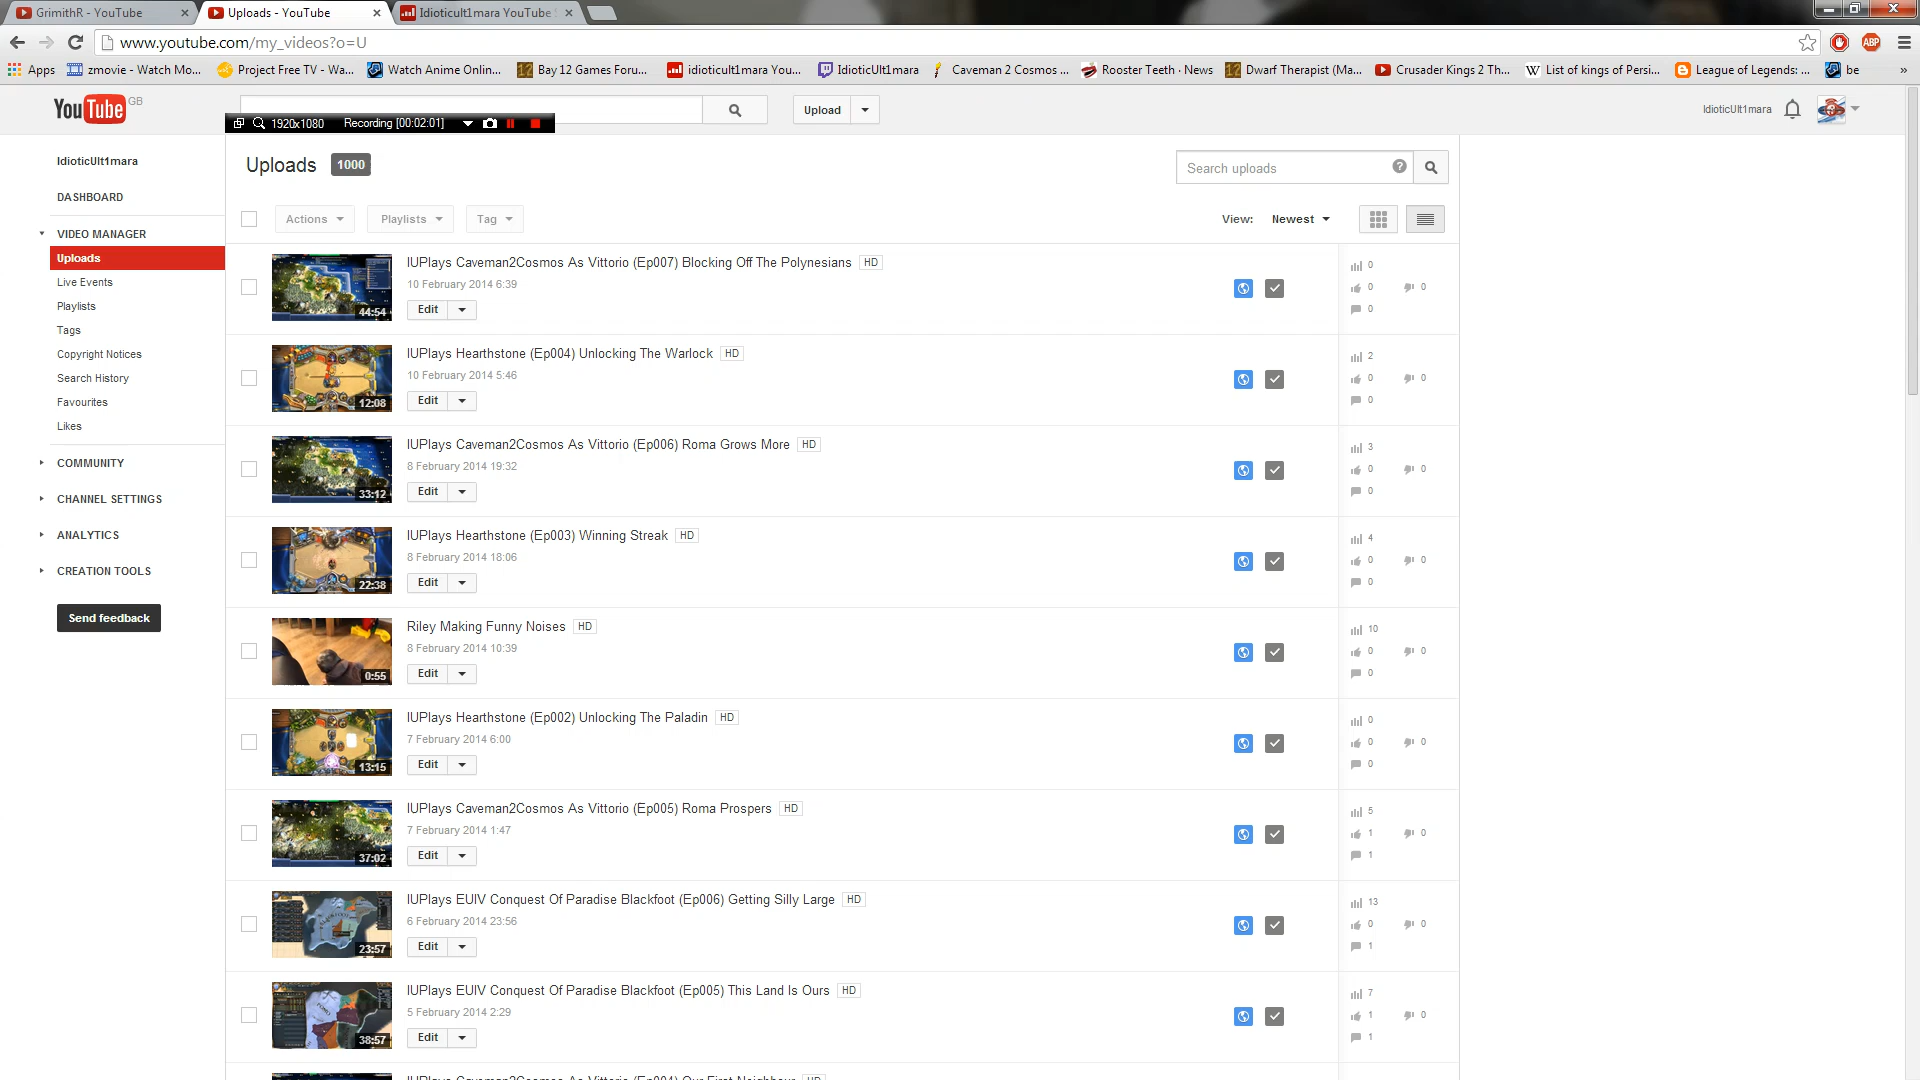 GrimithR - YouTube
Uploads - YouTube
Idioticult1mara YouTube
www.youtube.com/my_videos?o=U
Apps
zmovie - Watch Mo...
Project Free TV - Wa...
Watch Anime Onlin...
Bay 12 Games Foru...
idioticult1mara You...
IdioticUlt1mara
Caveman 2 Cosmos ...
Rooster Teeth · News
Dwarf Therapist (Ma...
Crusader Kings 2 Th...
List of kings of Persi...
League of Legends: ...
be
»
YouTube GB
Upload
IdioticUlt1mara
1920x1080 Recording [00:02:01]
IdioticUlt1mara
DASHBOARD
VIDEO MANAGER
Uploads
Live Events
Playlists
Tags
Copyright Notices
Search History
Favourites
Likes
COMMUNITY
CHANNEL SETTINGS
ANALYTICS
CREATION TOOLS
Send feedback
Uploads 1000
Search uploads ?
Actions Playlists Tag
View: Newest
IUPlays Caveman2Cosmos As Vittorio (Ep007) Blocking Off The Polynesians HD
10 February 2014 6:39
44:54
Edit
0
0 0
0
IUPlays Hearthstone (Ep004) Unlocking The Warlock HD
10 February 2014 5:46
12:08
Edit
2
0 0
0
IUPlays Caveman2Cosmos As Vittorio (Ep006) Roma Grows More HD
8 February 2014 19:32
33:12
Edit
3
0 0
0
IUPlays Hearthstone (Ep003) Winning Streak HD
8 February 2014 18:06
22:38
Edit
4
0 0
0
Riley Making Funny Noises HD
8 February 2014 10:39
0:55
Edit
10
0 0
0
IUPlays Hearthstone (Ep002) Unlocking The Paladin HD
7 February 2014 6:00
13:15
Edit
0
0 0
0
IUPlays Caveman2Cosmos As Vittorio (Ep005) Roma Prospers HD
7 February 2014 1:47
37:02
Edit
5
1 0
1
IUPlays EUIV Conquest Of Paradise Blackfoot (Ep006) Getting Silly Large HD
6 February 2014 23:56
23:57
Edit
13
0 0
1
IUPlays EUIV Conquest Of Paradise Blackfoot (Ep005) This Land Is Ours HD
5 February 2014 2:29
38:57
Edit
7
1 0
1
IUPlays Caveman2Cosmos As Vittorio (Ep004) Our First Neighbour HD